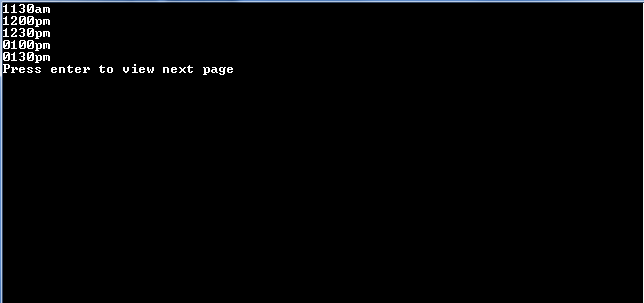 1130am
1200pm
1230pm
0100pm
0130pm
Press enter to view next page